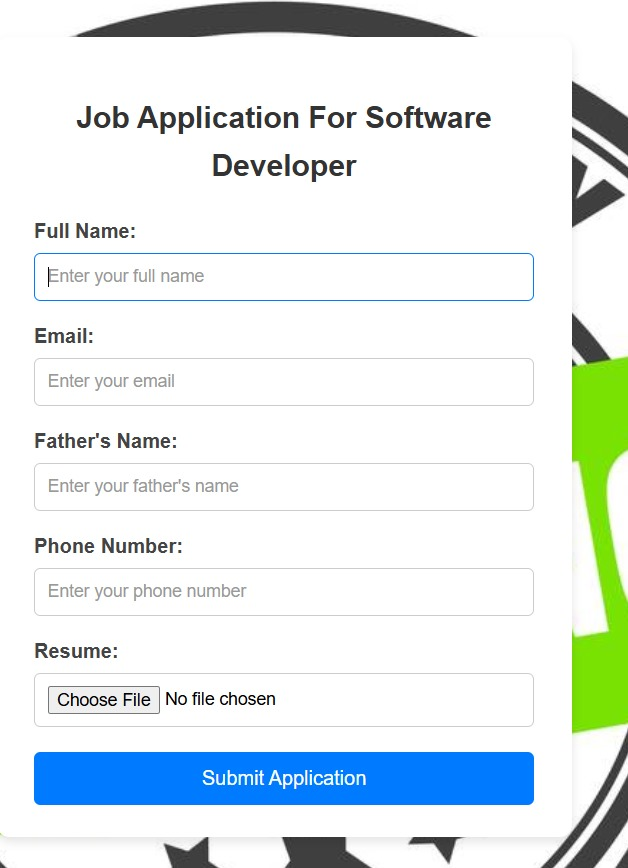 Job Application For Software
Developer
Full Name:
Enter your full name
Email:
Enter your email
Father's Name:
Enter your father's name
Phone Number:
Enter your phone number
Resume:
Choose File No file chosen
Submit Application